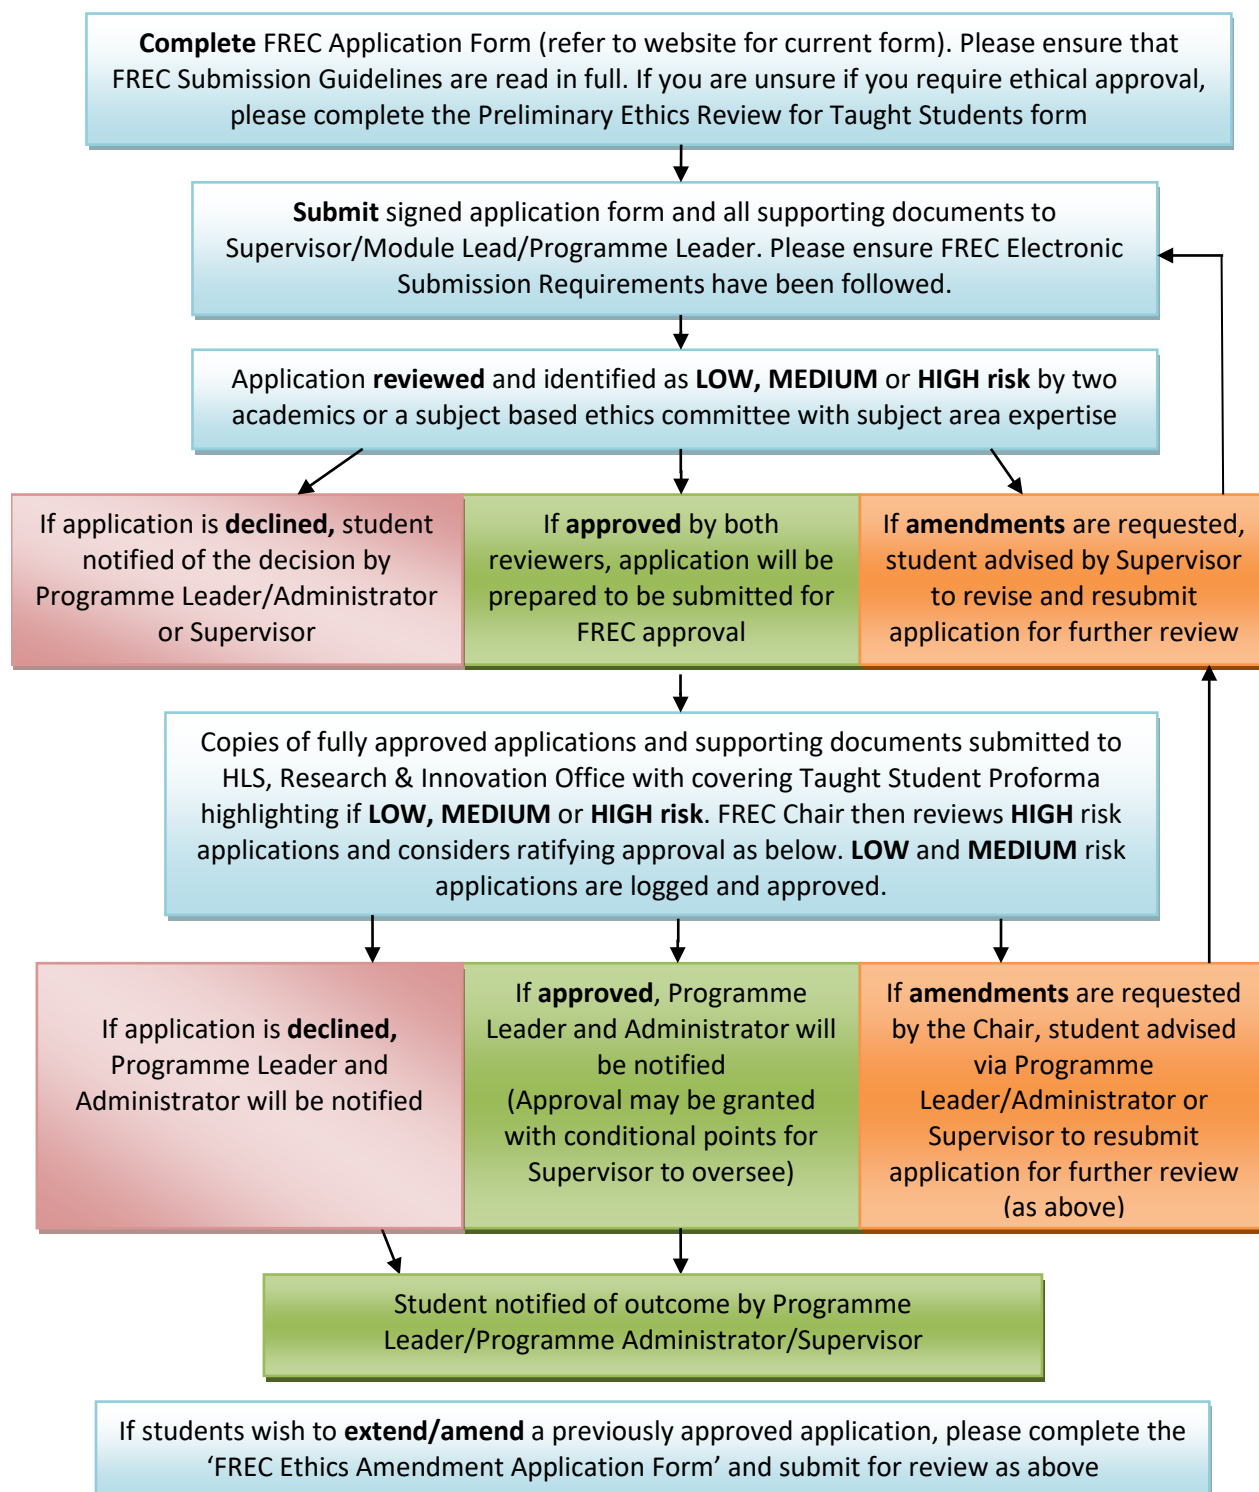 Complete FREC Application Form (refer to website for current form). Please ensure that
FREC Submission Guidelines are read in full. If you are unsure if you require ethical approval,
please complete the Preliminary Ethics Review for Taught Students form
Submit signed application form and all supporting documents to
Supervisor/Module Lead/Programme Leader. Please ensure FREC Electronic
Submission Requirements have been followed.
Application reviewed and identified as LOW, MEDIUM or HIGH risk by two
academics or a subject based ethics committee with subject area expertise
If application is declined, student
notified of the decision by
Programme Leader/Administrator
or Supervisor
If approved by both
reviewers, application will be
prepared to be submitted for
FREC approval
If amendments are requested,
student advised by Supervisor
to revise and resubmit
application for further review
Copies of fully approved applications and supporting documents submitted to
HLS, Research & Innovation Office with covering Taught Student Proforma
highlighting if LOW, MEDIUM or HIGH risk. FREC Chair then reviews HIGH risk
applications and considers ratifying approval as below. LOW and MEDIUM risk
applications are logged and approved.
If application is declined,
Programme Leader and
Administrator will be notified
If approved, Programme
Leader and Administrator will
be notified
(Approval may be granted
with conditional points for
Supervisor to oversee)
If amendments are requested
by the Chair, student advised
via Programme
Leader/Administrator or
Supervisor to resubmit
application for further review
(as above)
Student notified of outcome by Programme
Leader/Programme Administrator/Supervisor
If students wish to extend/amend a previously approved application, please complete the
‘FREC Ethics Amendment Application Form’ and submit for review as above